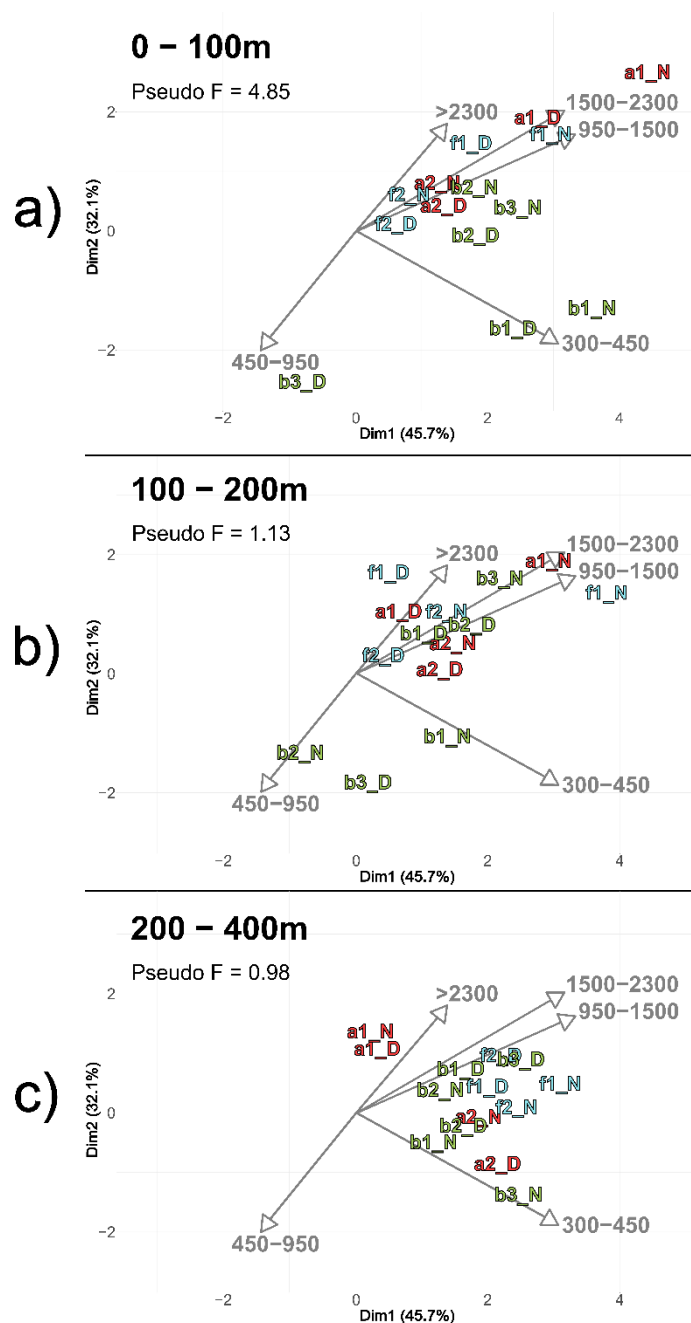 0 − 100m
Pseudo F = 4.85
a)
Dim2 (32.1%)
2
0
−2
a1_N
>2300
1500−2300
a1_D
950−1500
f1_D
f1_N
a2_N
b2_N
f2_N
a2_D
b3_N
f2_D
b2_D
b1_N
b1_D
300−450
450−950
b3_D
−2
0
2
4
Dim1 (45.7%)
100 − 200m
Pseudo F = 1.13
b)
Dim2 (32.1%)
2
0
−2
>2300
1500−2300
a1_N
950−1500
f1_D
b3_N
f1_N
a1_D
f2_N
b1_D
b2_D
a2_N
f2_D
a2_D
b1_N
b2_N
b3_D
300−450
450−950
−2
0
2
4
Dim1 (45.7%)
200 − 400m
Pseudo F = 0.98
c)
Dim2 (32.1%)
2
0
−2
>2300
1500−2300
950−1500
a1_N
a1_D
f2_D
b3_D
b1_D
b2_N
f1_D
f1_N
f2_N
a2_N
b2_D
b1_N
a2_D
b3_N
300−450
450−950
−2
0
2
4
Dim1 (45.7%)